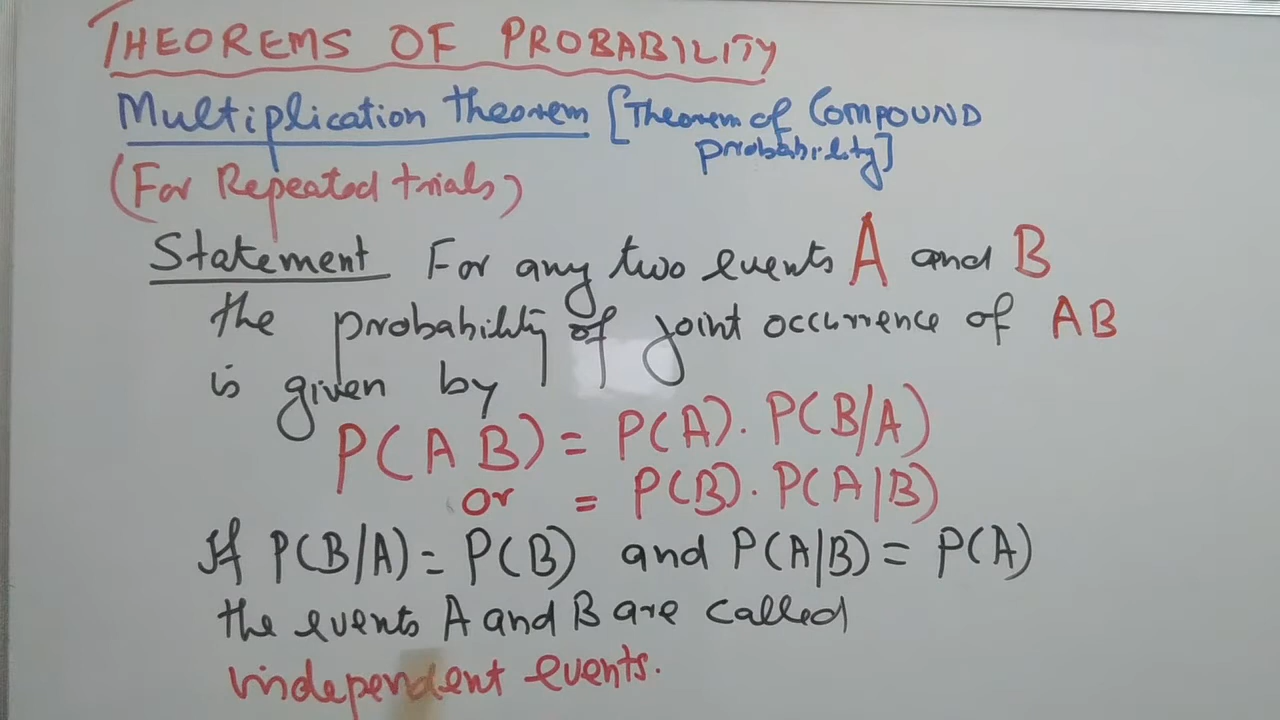 THEOREMS OF PROBABILITY
Multiplication theorem [Theorem of COMPOUND
probability]
(For Repeated trials)
Statement For any two events A and B
the probability of joint occurrence of AB
is given by
P(AB) = P(A). P(B/A)
or = P(B). P(A|B)
If P(B/A) = P(B) and P(A|B) = P(A)
the events A and B are called
independent events.